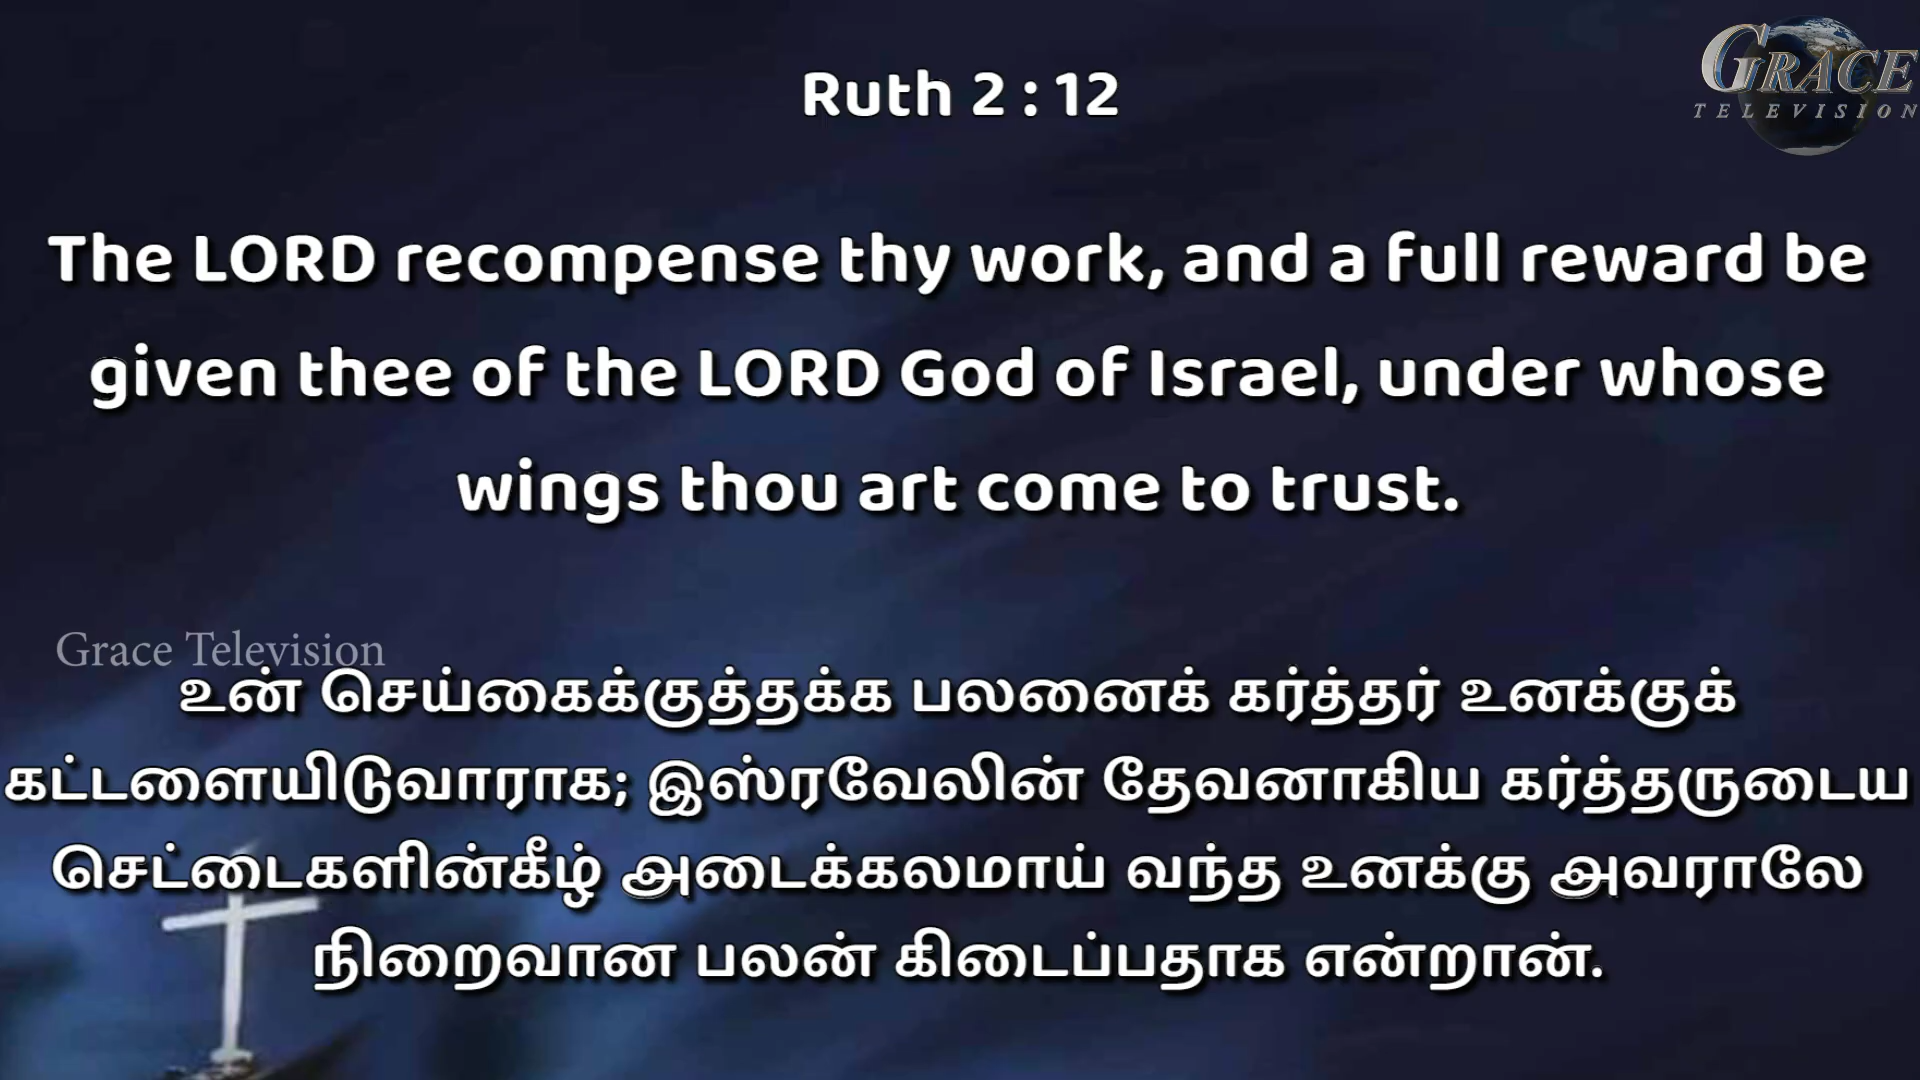 GRACE
TELEVISION
Ruth 2 : 12
The LORD recompense thy work, and a full reward be
given thee of the LORD God of Israel, under whose
wings thou art come to trust.
Grace Television
உன் செய்கைக்குத்தக்க பலனைக் கர்த்தர் உனக்குக்
கட்டளையிடுவாராக; இஸ்ரவேலின் தேவனாகிய கர்த்தருடைய
செட்டைகளின்கீழ் அடைக்கலமாய் வந்த உனக்கு அவராலே
நிறைவான பலன் கிடைப்பதாக என்றான்.